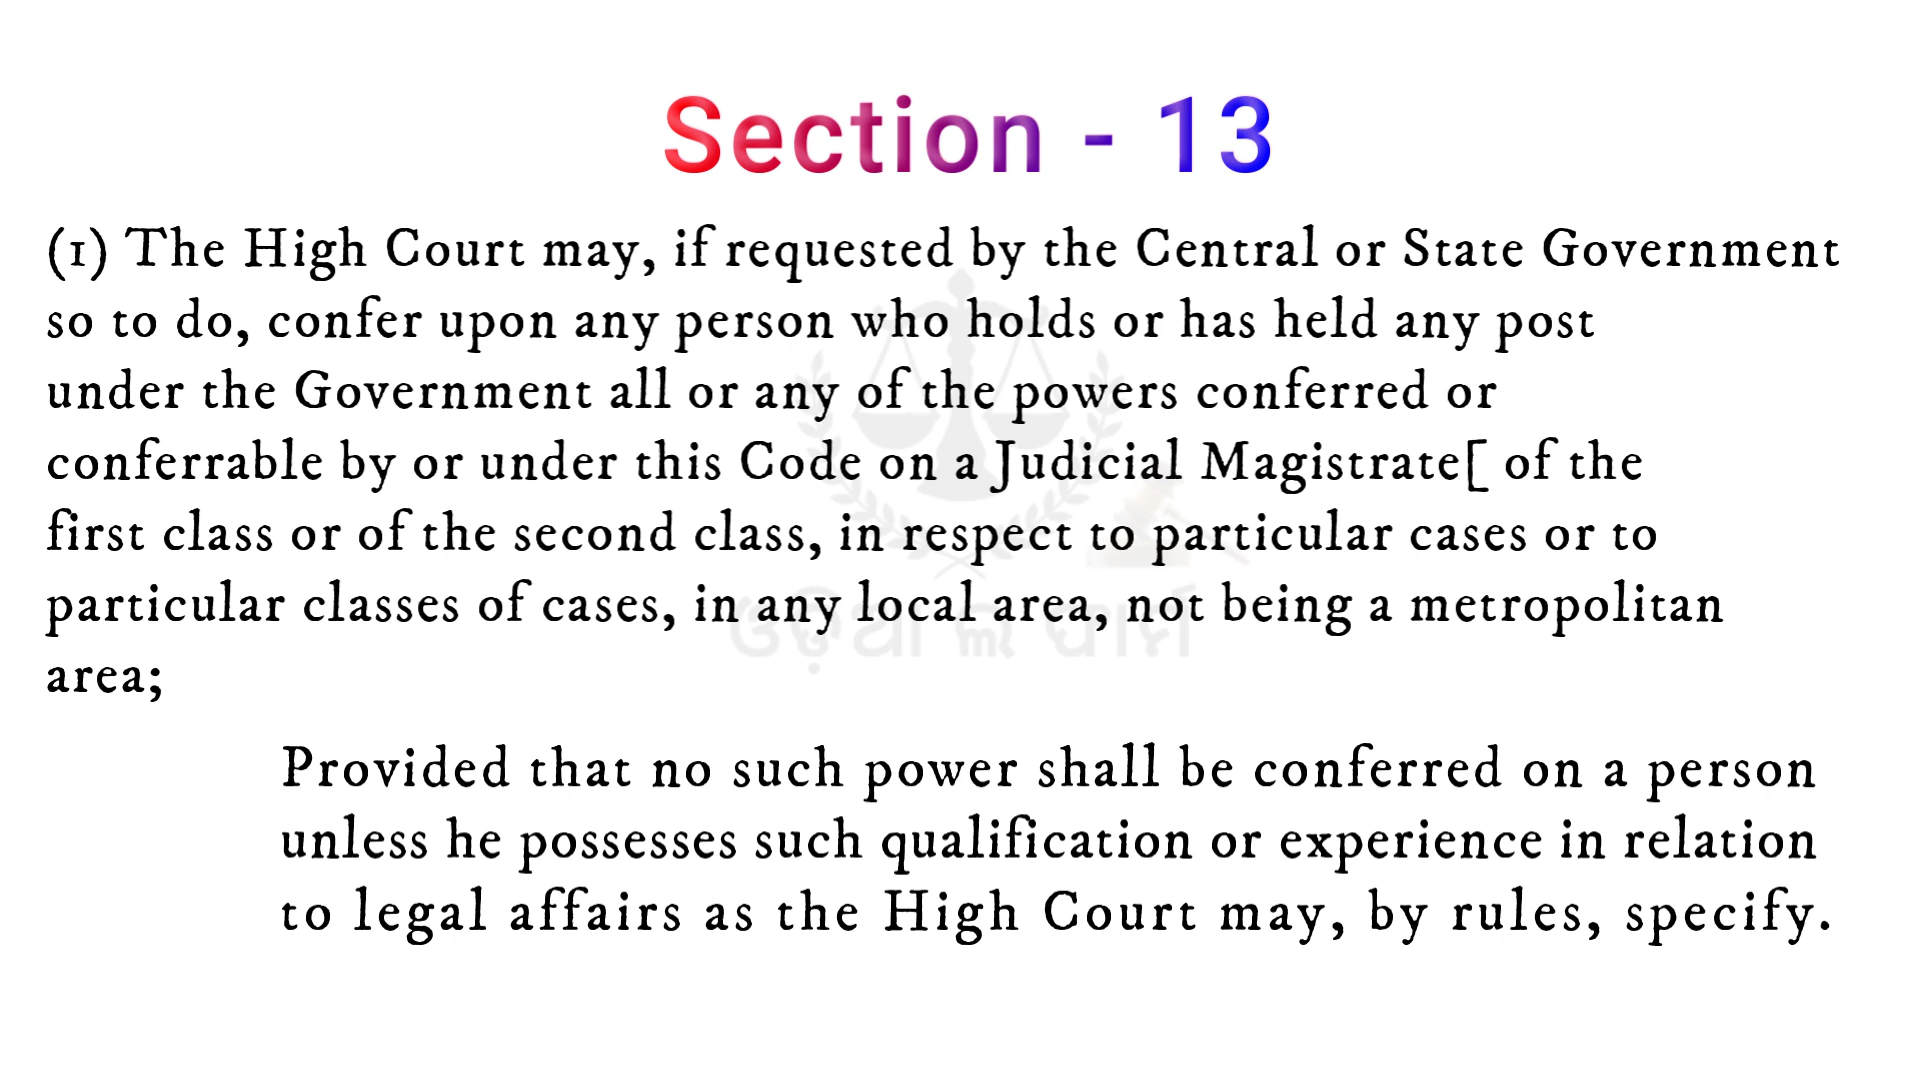 Section - 13
(1) The High Court may, if requested by the Central or State Government
so to do, confer upon any person who holds or has held any post
under the Government all or any of the powers conferred or
conferrable by or under this Code on a Judicial Magistrate[ of the
first class or of the second class, in respect to particular cases or to
particular classes of cases, in any local area, not being a metropolitan
area;
Provided that no such power shall be conferred on a person
unless he possesses such qualification or experience in relation
to legal affairs as the High Court may, by rules, specify.
ଓଡ଼ିଆ ଲ ଫାର୍ମ